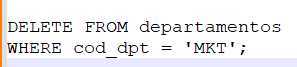 DELETE FROM departamentos
WHERE cod_dpt = 'MKT';